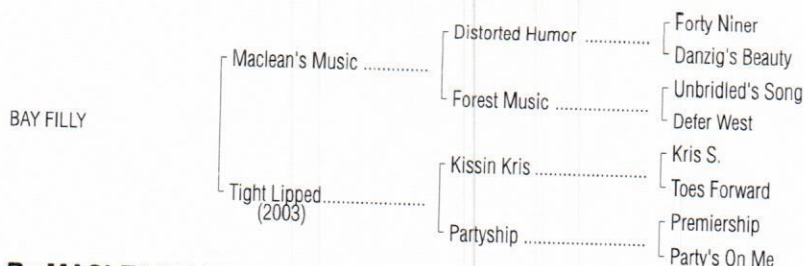 Forty Niner
Distorted Humor ..............
Danzig's Beauty
Maclean's Music ..............
Unbridled's Song
Forest Music ....................
Defer West
BAY FILLY
Kris S.
Kissin Kris ........................
Toes Forward
Tight Lipped......................
(2003)
Premiership
Partyship ..........................
Party's On Me